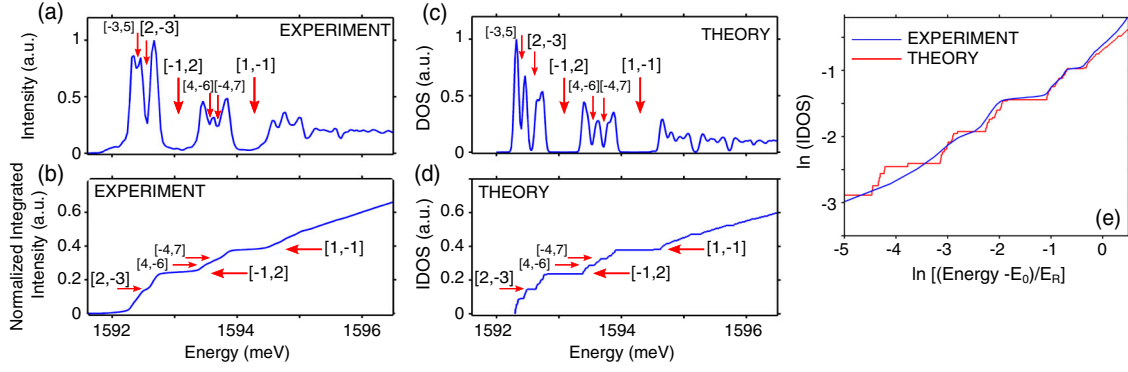 (a)
[-3,5]
[2,-3]
EXPERIMENT
[-1,2]
[1,-1]
[4,-6]
[-4,7]
Intensity (a.u.)
1
0.5
0
(b)
EXPERIMENT
0.6
0.4
0.2
0
Normalized Integrated
Intensity (a.u.)
[-4,7]
[4,-6]
[2,-3]
[1,-1]
[-1,2]
1592
1594
1596
Energy (meV)
(c)
[-3,5]
[2,-3]
THEORY
[-1,2]
[1,-1]
[4,-6]
[-4,7]
DOS (a.u.)
1
0.5
0
(d)
THEORY
0.6
0.4
0.2
0
IDOS (a.u.)
[-4,7]
[4,-6]
[2,-3]
[1,-1]
[-1,2]
1592
1594
1596
Energy (meV)
EXPERIMENT
THEORY
-1
-2
-3
ln (IDOS)
(e)
-5
-4
-3
-2
-1
0
ln [(Energy -E0)/ER]